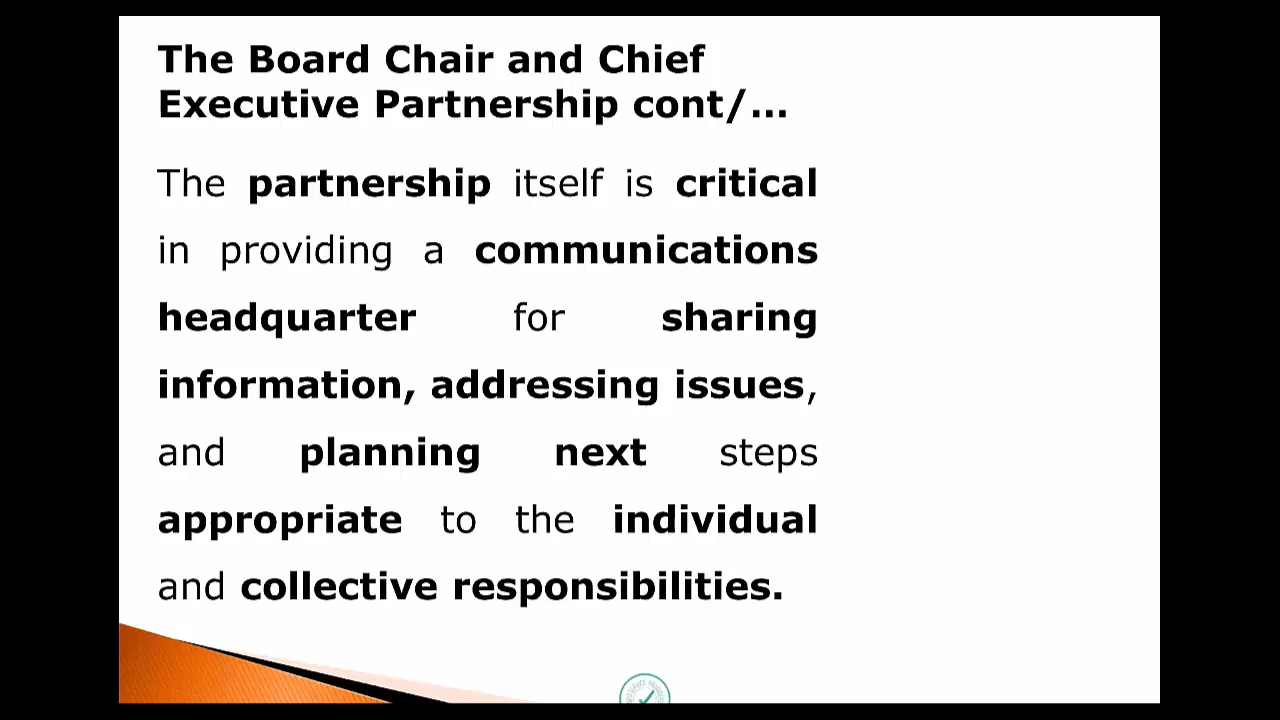 The Board Chair and Chief
Executive Partnership cont/...
The partnership itself is critical
in providing a communications
headquarter for sharing
information, addressing issues,
and planning next steps
appropriate to the individual
and collective responsibilities.